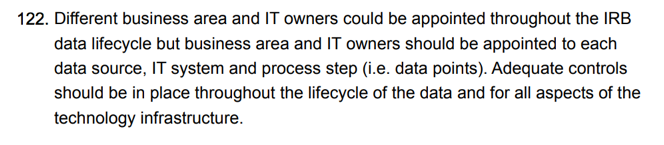 122. Different business area and IT owners could be appointed throughout the IRB
data lifecycle but business area and IT owners should be appointed to each
data source, IT system and process step (i.e. data points). Adequate controls
should be in place throughout the lifecycle of the data and for all aspects of the
technology infrastructure.